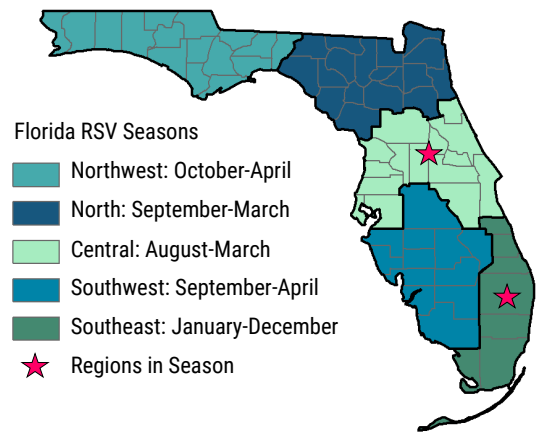 Florida RSV Seasons
Northwest: October-April
North: September-March
Central: August-March
Southwest: September-April
Southeast: January-December
Regions in Season